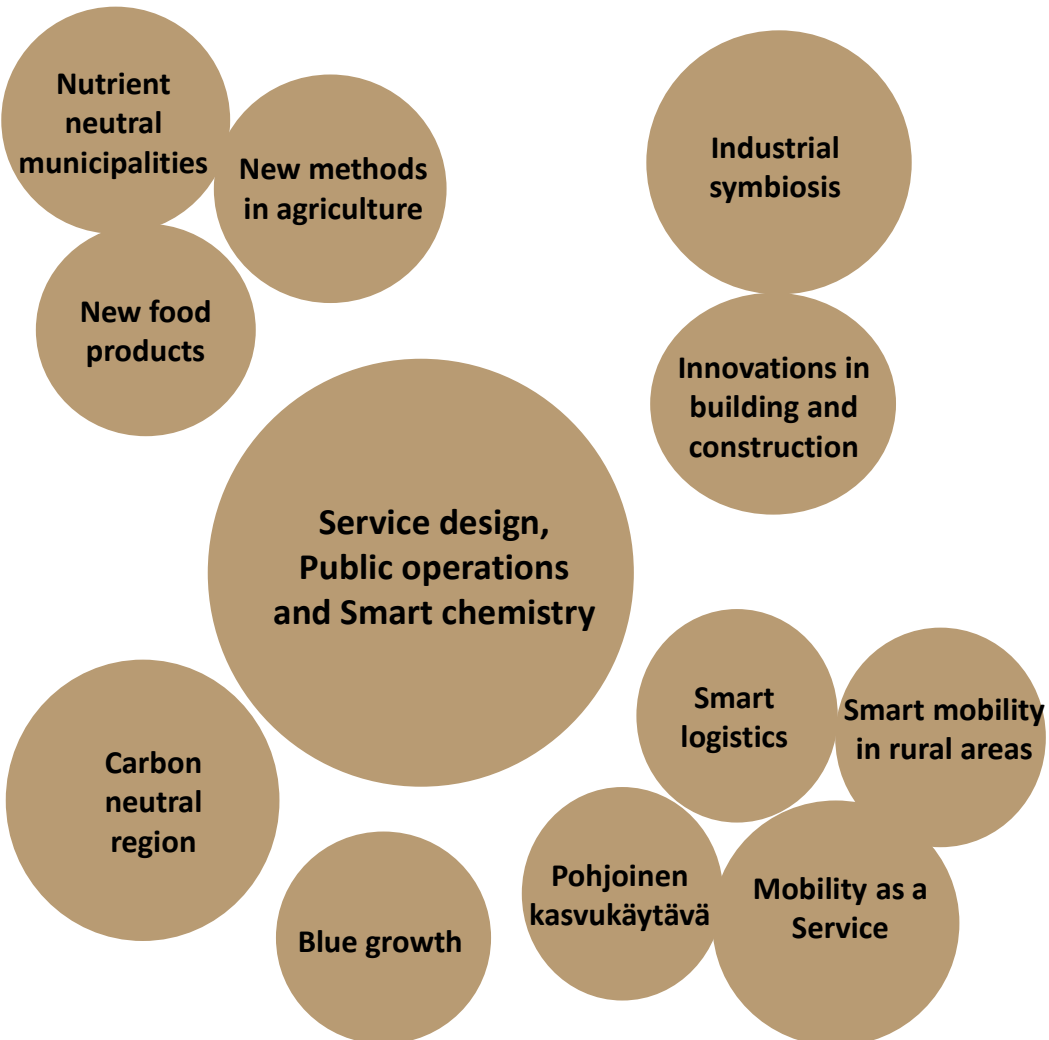 Nutrient
neutral
municipalities
New methods
in agriculture
New food
products
Industrial
symbiosis
Innovations in
building and
construction
Service design,
Public operations
and Smart chemistry
Carbon
neutral
region
Blue growth
Smart
logistics
Smart mobility
in rural areas
Pohjoinen
kasvukäytävä
Mobility as a
Service